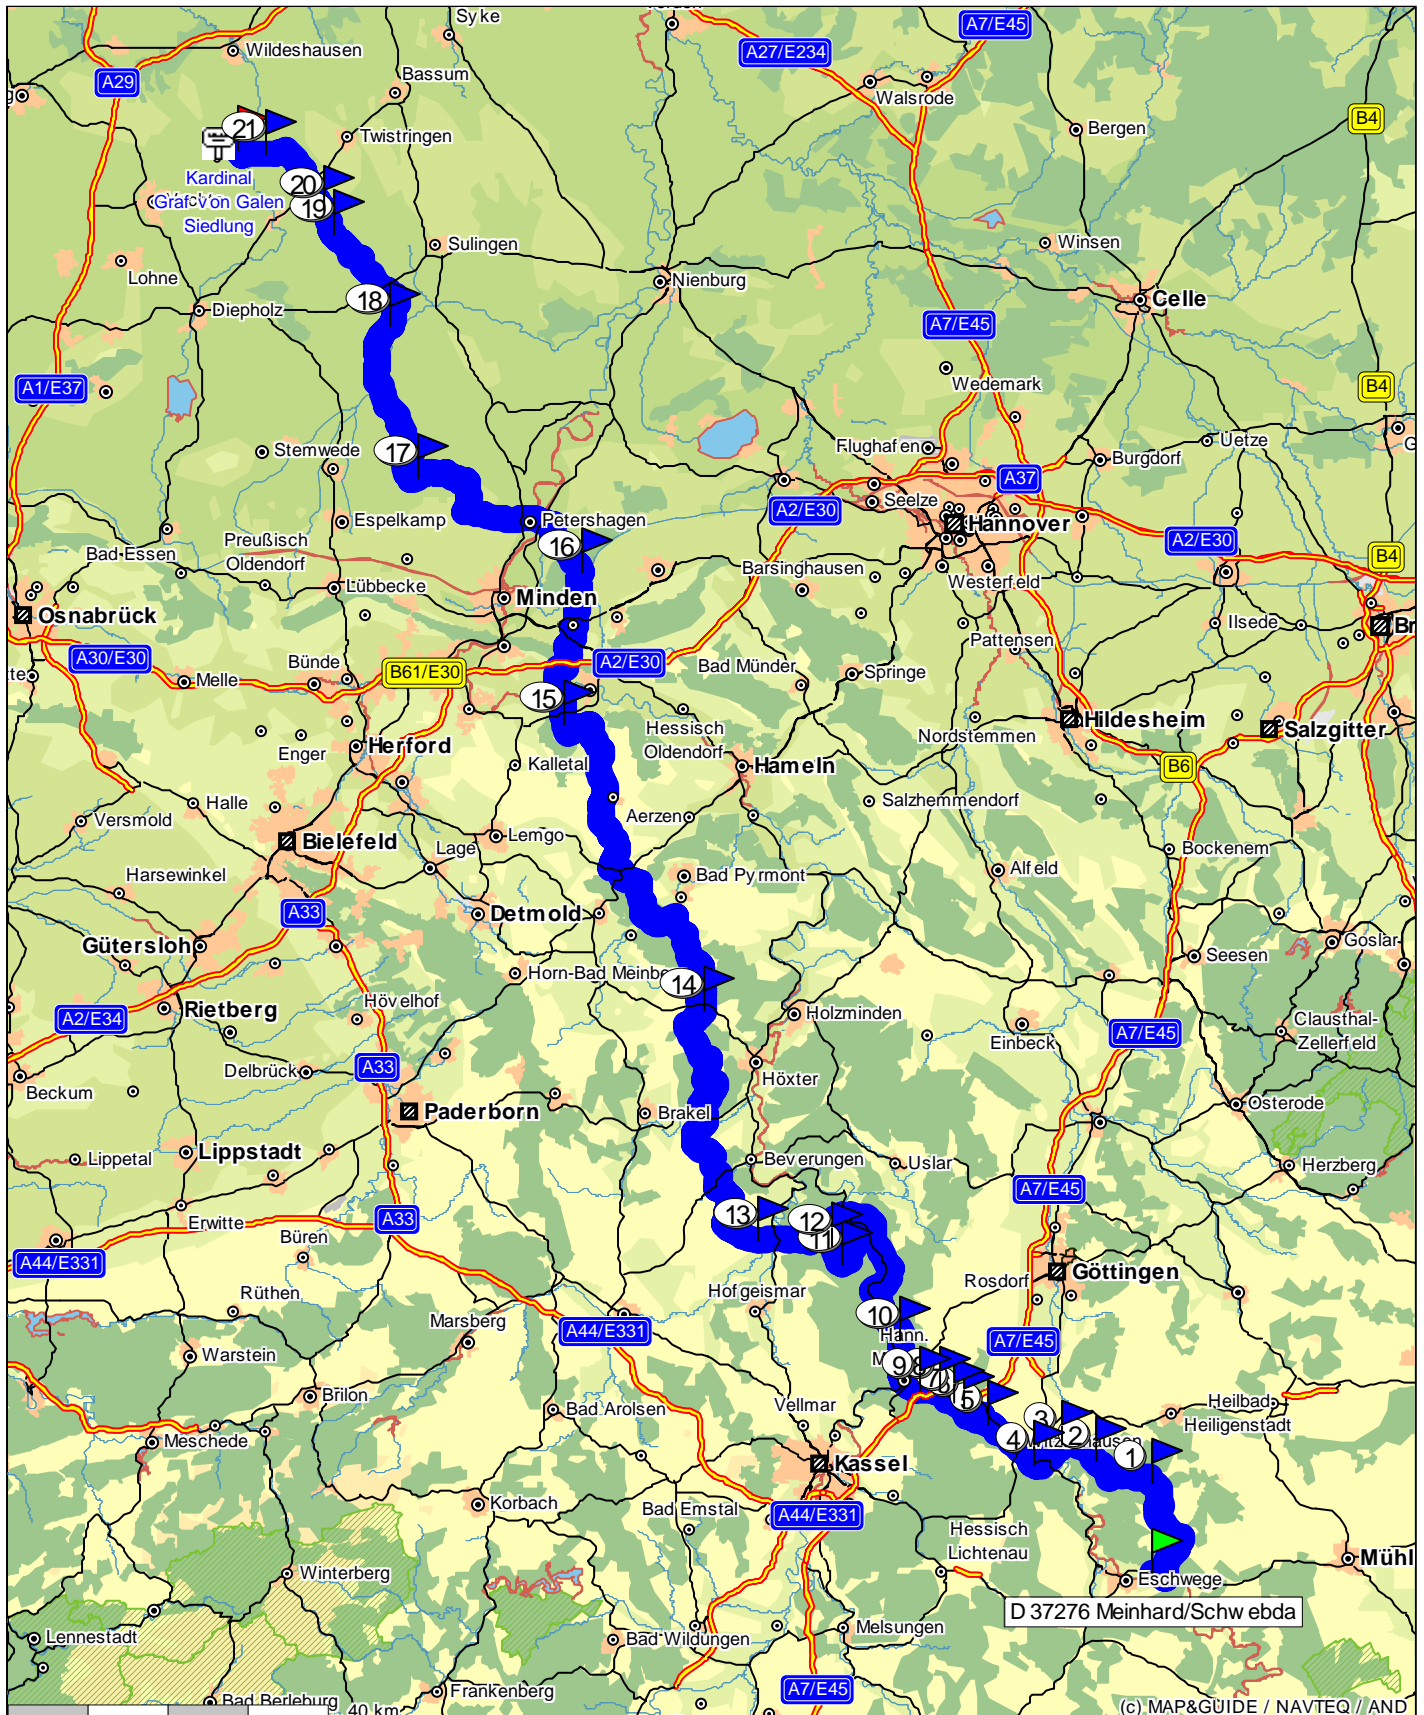 Syke
A7/E45
Wildeshausen
A27/E234
A29
Bassum
Walsrode
B4
21
Twistringen
Bergen
Kardinal
Graf von Galen
Siedlung
20
19
Sulingen
Winsen
Lohne
Nienburg
18
Diepholz
Celle
A7/E45
A1/E37
Wedemark
B4
Stemwede
17
Flughafen
Uetze
Burgdorf
A37
Seelze
A2/E30
Espelkamp
Petershagen
Hannover
Preußisch
Oldendorf
Bad Essen
16
A2/E30
B4
Barsinghausen
Westerfeld
Lübbecke
Minden
Osnabrück
Ilsede
Br
Pattensen
A30/E30
Bünde
B61/E30
A2/E30
Bad Münder
Springe
Melle
15
Hessisch
Oldendorf
Nordstemmen
Hildesheim
Salzgitter
Enger
Herford
Kalletal
Hameln
B6
Halle
Salzhemmendorf
Versmold
Aerzen
Bielefeld
Lemgo
Lage
Bockenem
Harsewinkel
Bad Pyrmont
Alfeld
A33
Detmold
Gütersloh
Goslar
Seesen
Horn-Bad Meinbe
14
Rietberg
Hövelhof
Holzminden
A2/E34
Einbeck
A7/E45
Clausthal-
Zellerfeld
Delbrück
A33
Höxter
Beckum
Paderborn
Brakel
Osterode
Lippstadt
Lippetal
Beverungen
Uslar
Herzberg
A7/E45
13
12
11
Erwitte
A33
Büren
A44/E331
Rosdorf
Göttingen
Rüthen
Hofgeismar
10
Marsberg
A44/E331
Hann.
A7/E45
Warstein
9
8
7
5
Brilon
Bad Arolsen
Vellmar
Heilbad
Heiligenstadt
3
2
4
1
Meschede
Kassel
Korbach
Bad Emstal
A44/E331
Hessisch
Lichtenau
Winterberg
Mühl
Eschwege
D 37276 Meinhard/Schwebda
Lennestadt
Bad Wildungen
Melsungen
A7/E45
Frankenberg
Bad Berleburg
40 km
(c) MAP&GUIDE / NAVTEQ / AND